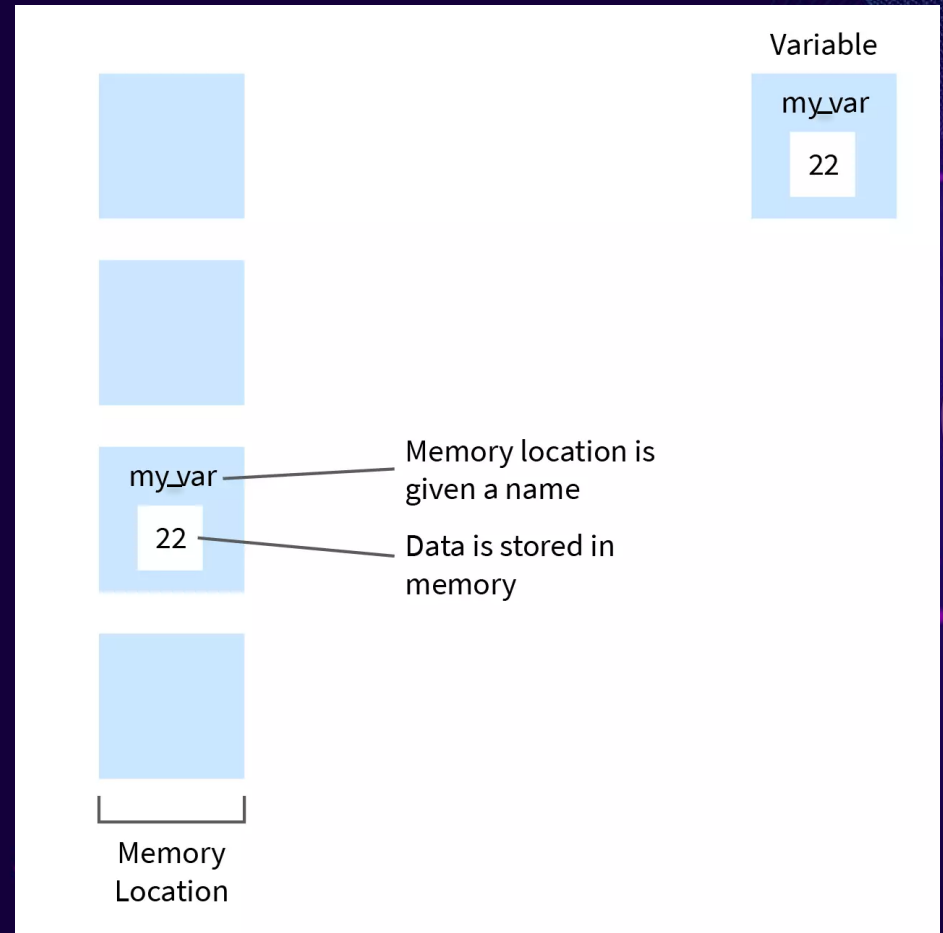 Variable
my_var
22
my_var
22
Memory location is
given a name
Data is stored in
memory
Memory
Location